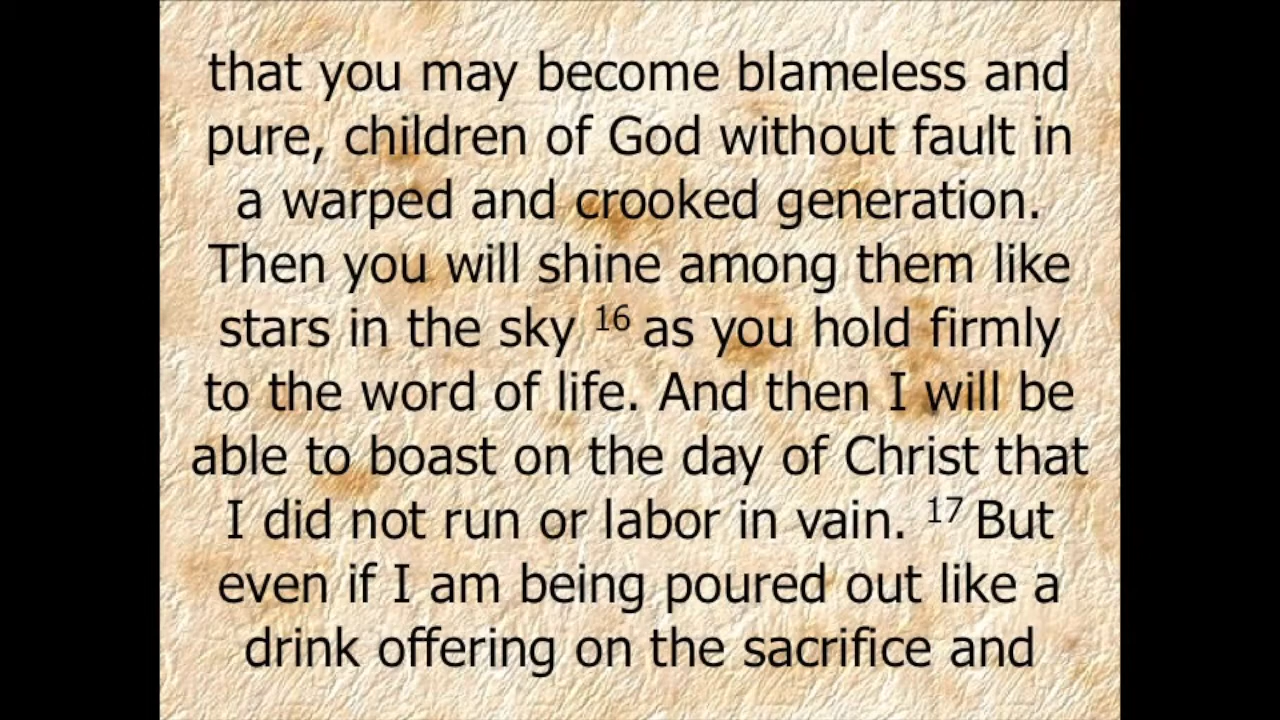 that you may become blameless and
pure, children of God without fault in
a warped and crooked generation.
Then you will shine among them like
stars in the sky 16 as you hold firmly
to the word of life. And then I will be
able to boast on the day of Christ that
I did not run or labor in vain. 17 But
even if I am being poured out like a
drink offering on the sacrifice and